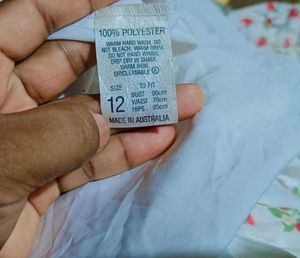 100% POLYESTER
WARM HAND WASH. DO
NOT BLEACH. WARM RINSE
DO NOT HAND WRING.
DRIP DRY IN SHADE
WARM IRON.
DRYCLEANABLE Ⓐ
SIZE TO FIT
12 BUST 90cm
WAIST 70cm
HIPS 95cm
MADE IN AUSTRALIA